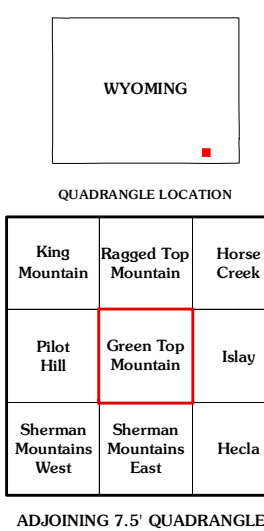 WYOMING
QUADRANGLE LOCATION
King
Mountain
Ragged Top
Mountain
Horse
Creek
Pilot
Hill
Green Top
Mountain
Islay
Sherman
Mountains
West
Sherman
Mountains
East
Hecla
ADJOINING 7.5' QUADRANGLE